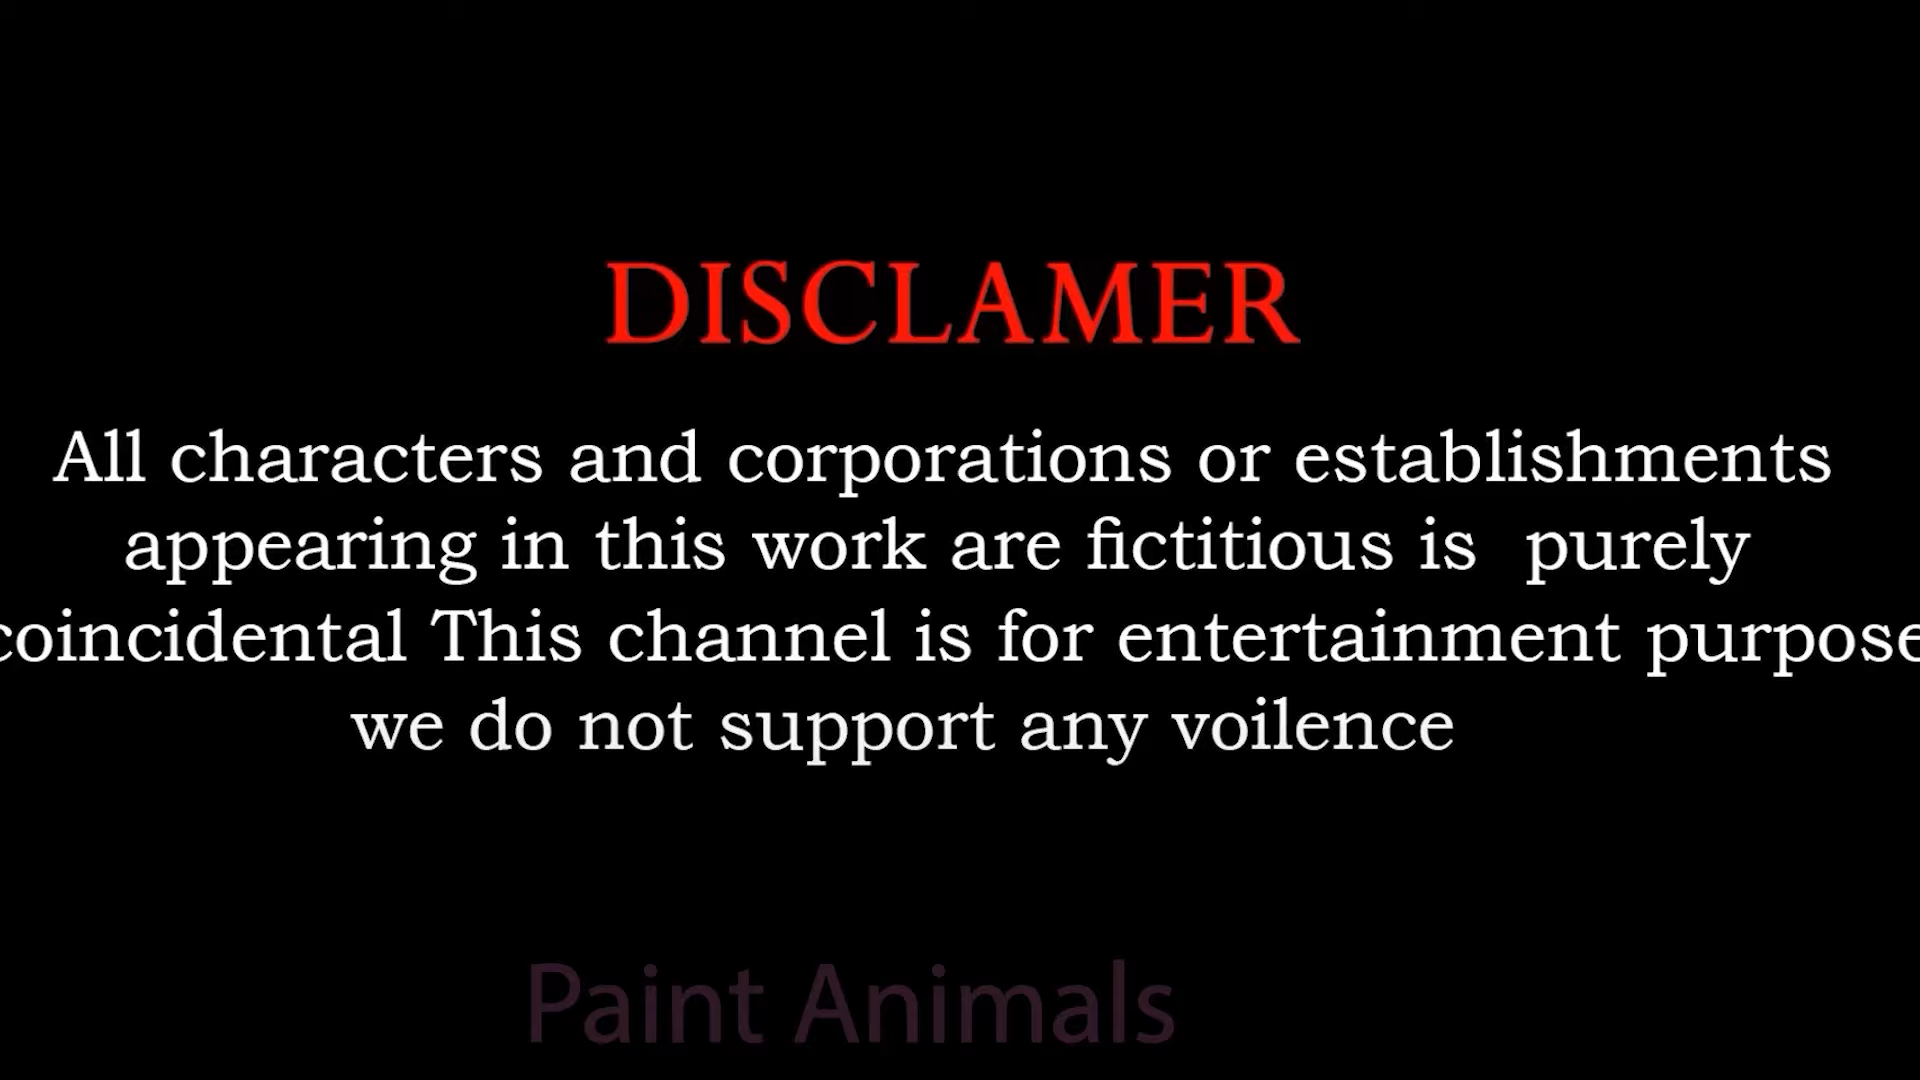 DISCLAMER
All characters and corporations or establishments
appearing in this work are fictitious is  purely
coincidental This channel is for entertainment purpose
we do not support any voilence
Paint Animals